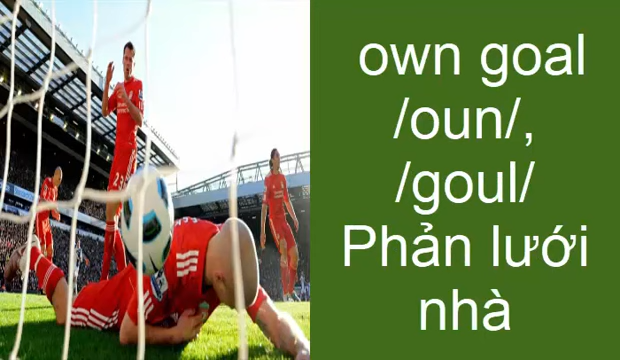 own goal
/oun/,
/goul/
Phản lưới
nhà